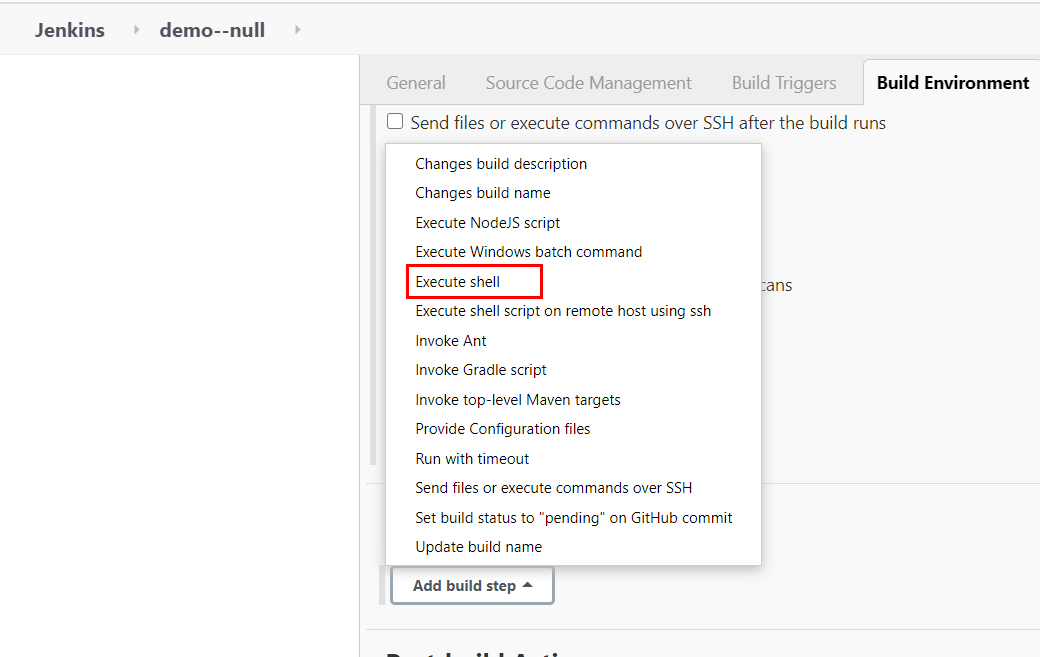 Jenkins demo--null
General Source Code Management Build Triggers Build Environment
Send files or execute commands over SSH after the build runs
Changes build description
Changes build name
Execute NodeJS script
Execute Windows batch command
Execute shell
cans
Execute shell script on remote host using ssh
Invoke Ant
Invoke Gradle script
Invoke top-level Maven targets
Provide Configuration files
Run with timeout
Send files or execute commands over SSH
Set build status to "pending" on GitHub commit
Update build name
Add build step